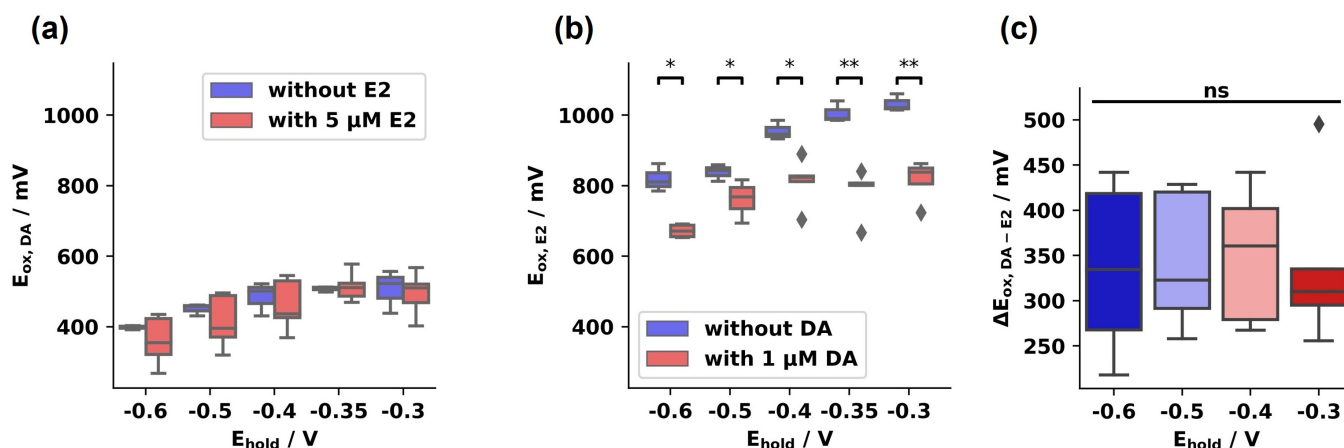 (a)
without E2
with 5 µM E2
1000
800
600
400
E_ox, DA / mV
-0.6 -0.5 -0.4 -0.35 -0.3
E_hold / V
(b)
* * * ** **
1000
800
600
400
E_ox, E2 / mV
without DA
with 1 µM DA
-0.6 -0.5 -0.4 -0.35 -0.3
E_hold / V
(c)
ns
500
450
400
350
300
250
ΔE_ox, DA − E2 / mV
-0.6 -0.5 -0.4 -0.3
E_hold / V